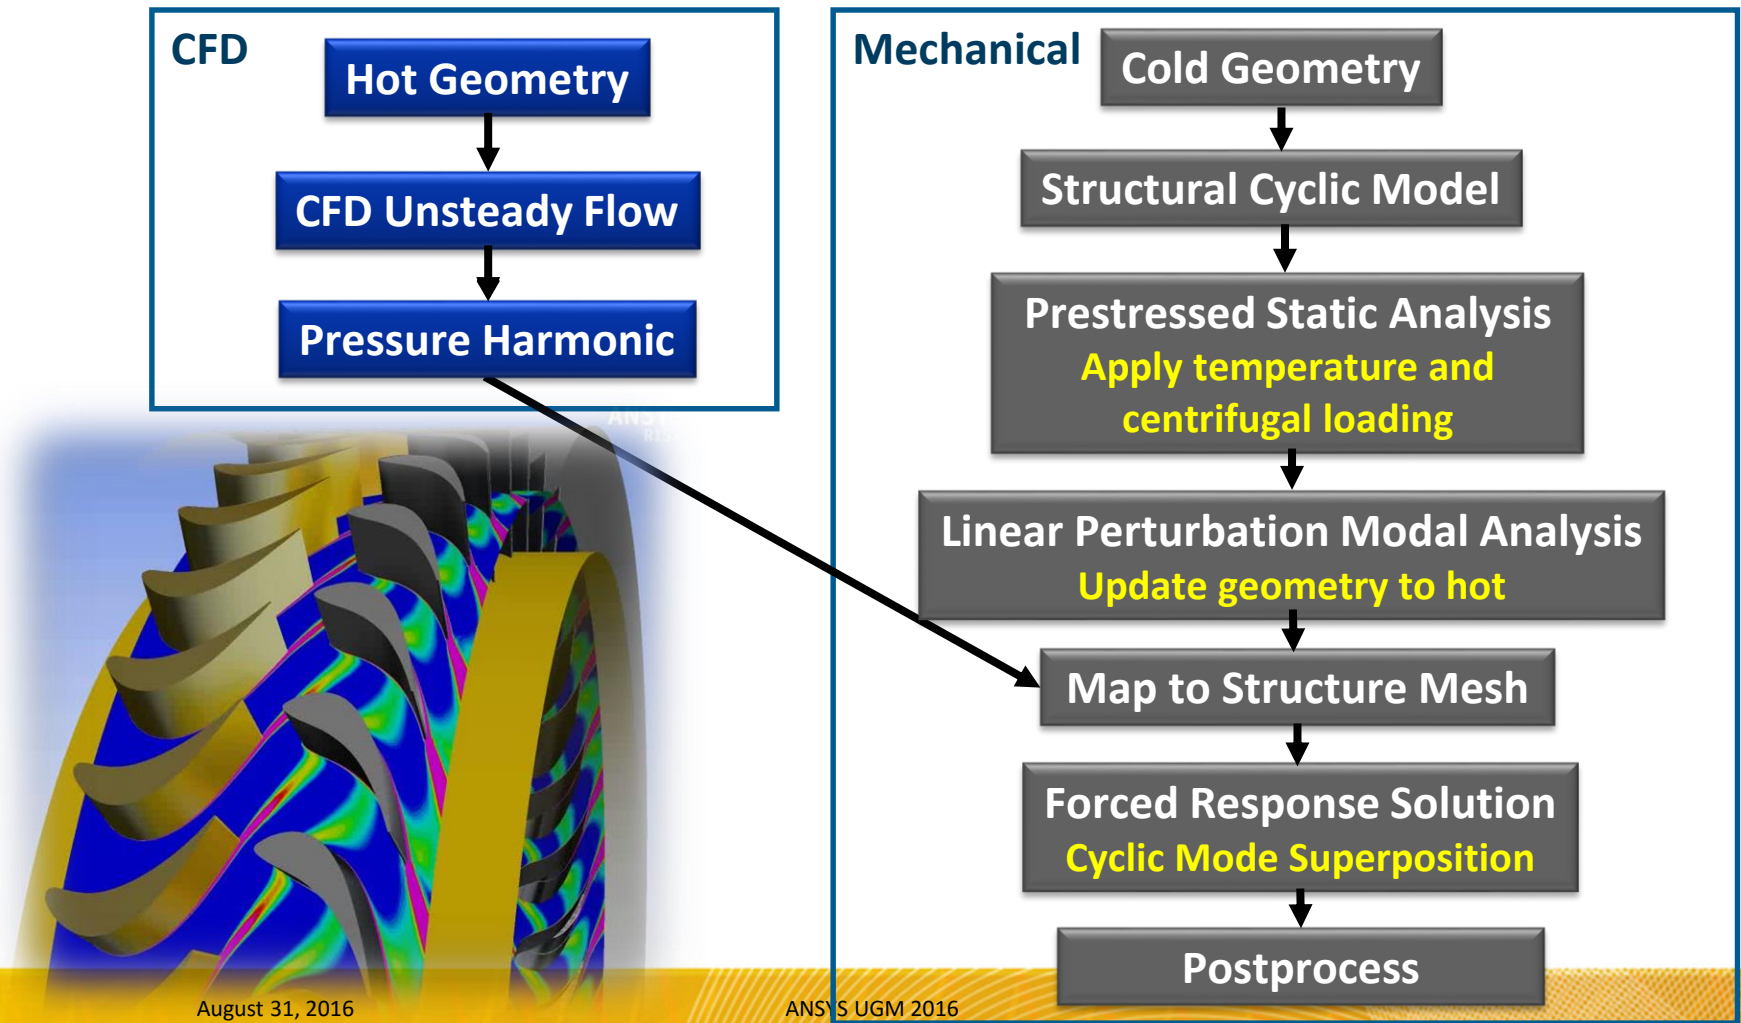 CFD
Hot Geometry
CFD Unsteady Flow
Pressure Harmonic
Mechanical
Cold Geometry
Structural Cyclic Model
Prestressed Static Analysis
Apply temperature and
centrifugal loading
Linear Perturbation Modal Analysis
Update geometry to hot
Map to Structure Mesh
Forced Response Solution
Cyclic Mode Superposition
Postprocess
August 31, 2016
ANSYS UGM 2016